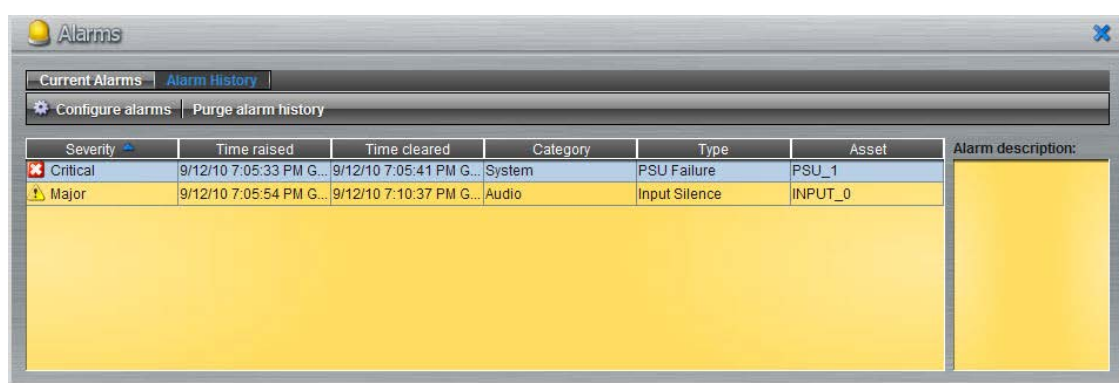 Alarms
Current Alarms Alarm History
Configure alarms Purge alarm history
Severity Time raised Time cleared Category Type Asset Alarm description:
Critical 9/12/10 7:05:33 PM G... 9/12/10 7:05:41 PM G... System PSU Failure PSU_1
Major 9/12/10 7:05:54 PM G... 9/12/10 7:10:37 PM G... Audio Input Silence INPUT_0